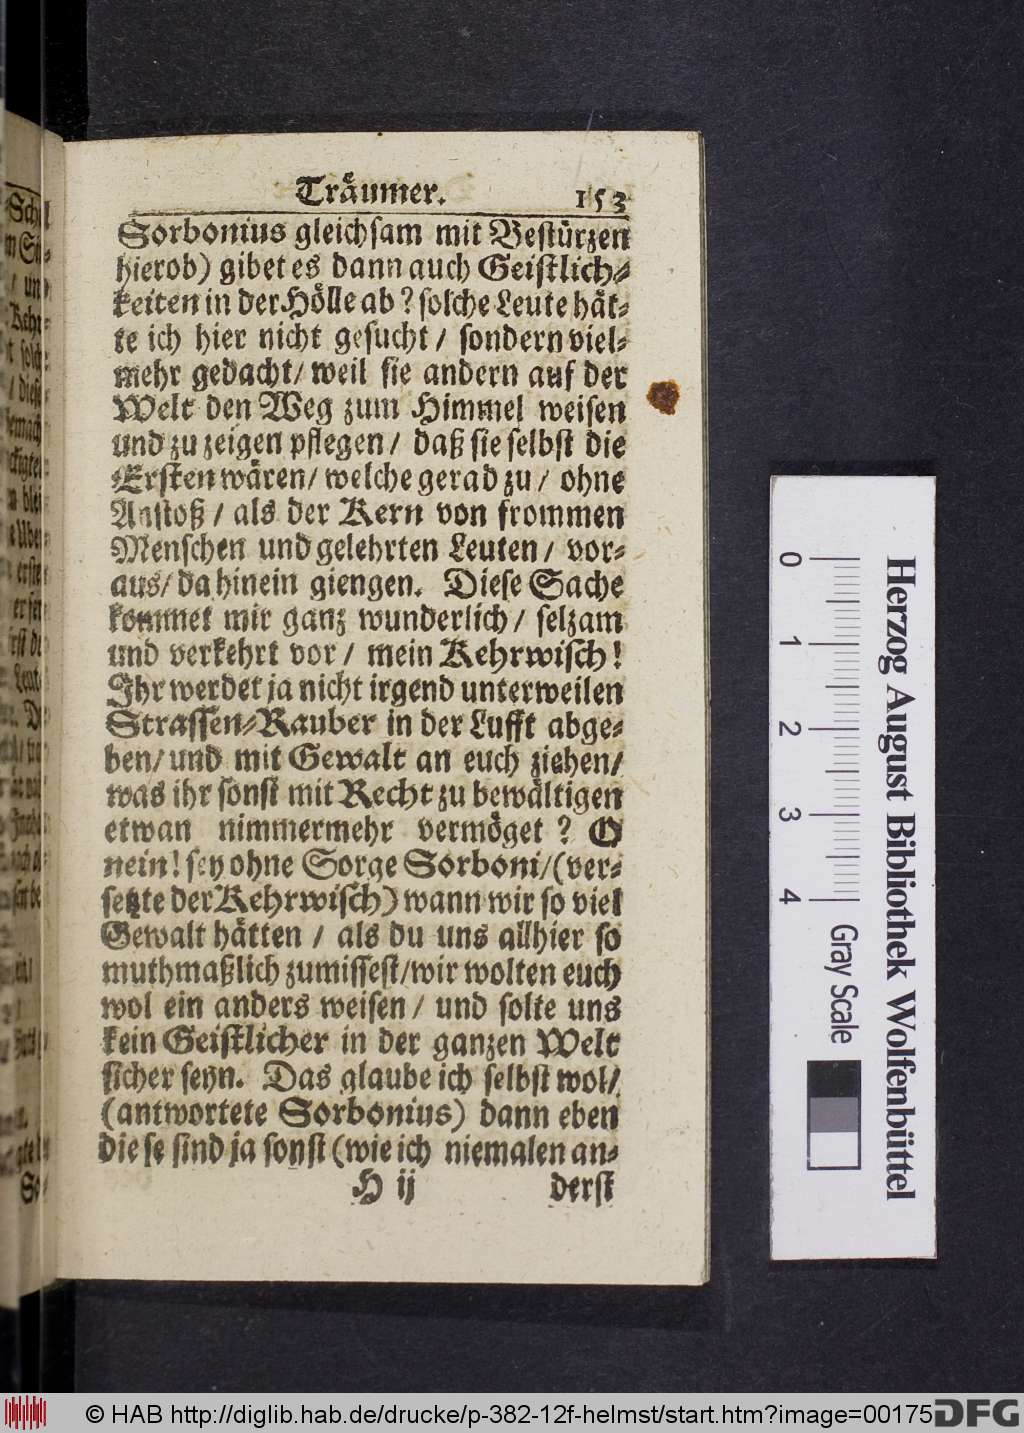 Träumer. 153
Sorbonius gleichsam mit Bestürzen
hierob) gibet es dann auch Geistlich-
keiten in der Hölle ab? solche Leute hät-
te ich hier nicht gesucht / sondern viel-
mehr gedacht / weil sie andern auf der
Welt den Weg zum Himmel weisen
und zu zeigen pflegen / daß sie selbst die
Ersten wären / welche gerad zu / ohne
Anstoß / als der Kern von frommen
Menschen und gelehrten Leuten / vor-
aus / da hinein giengen. Diese Sache
kommet mir ganz wunderlich / selzam
und verkehrt vor / mein Kehrwisch!
Ihr werdet ja nicht irgend unterweilen
Strassen-Rauber in der Lufft abge-
ben / und mit Gewalt an euch ziehen /
was ihr sonst mit Recht zu bewältigen
etwan nimmermehr vermöget? O
nein! sey ohne Sorge Sorboni / (ver-
setzte der Kehrwisch) wann wir so viel
Gewalt hätten / als du uns allhier so
muthmaßlich zumissest / wir wolten euch
wol ein anders weisen / und solte uns
kein Geistlicher in der ganzen Welt
sicher seyn. Das glaube ich selbst wol /
(antwortete Sorbonius) dann eben
diese sind ja sonst (wie ich niemalen an-
H ij derst
Herzog August Bibliothek Wolfenbüttel
0 1 2 3 4 Gray Scale
© HAB http://diglib.hab.de/drucke/p-382-12f-helmst/start.htm?image=00175
DFG